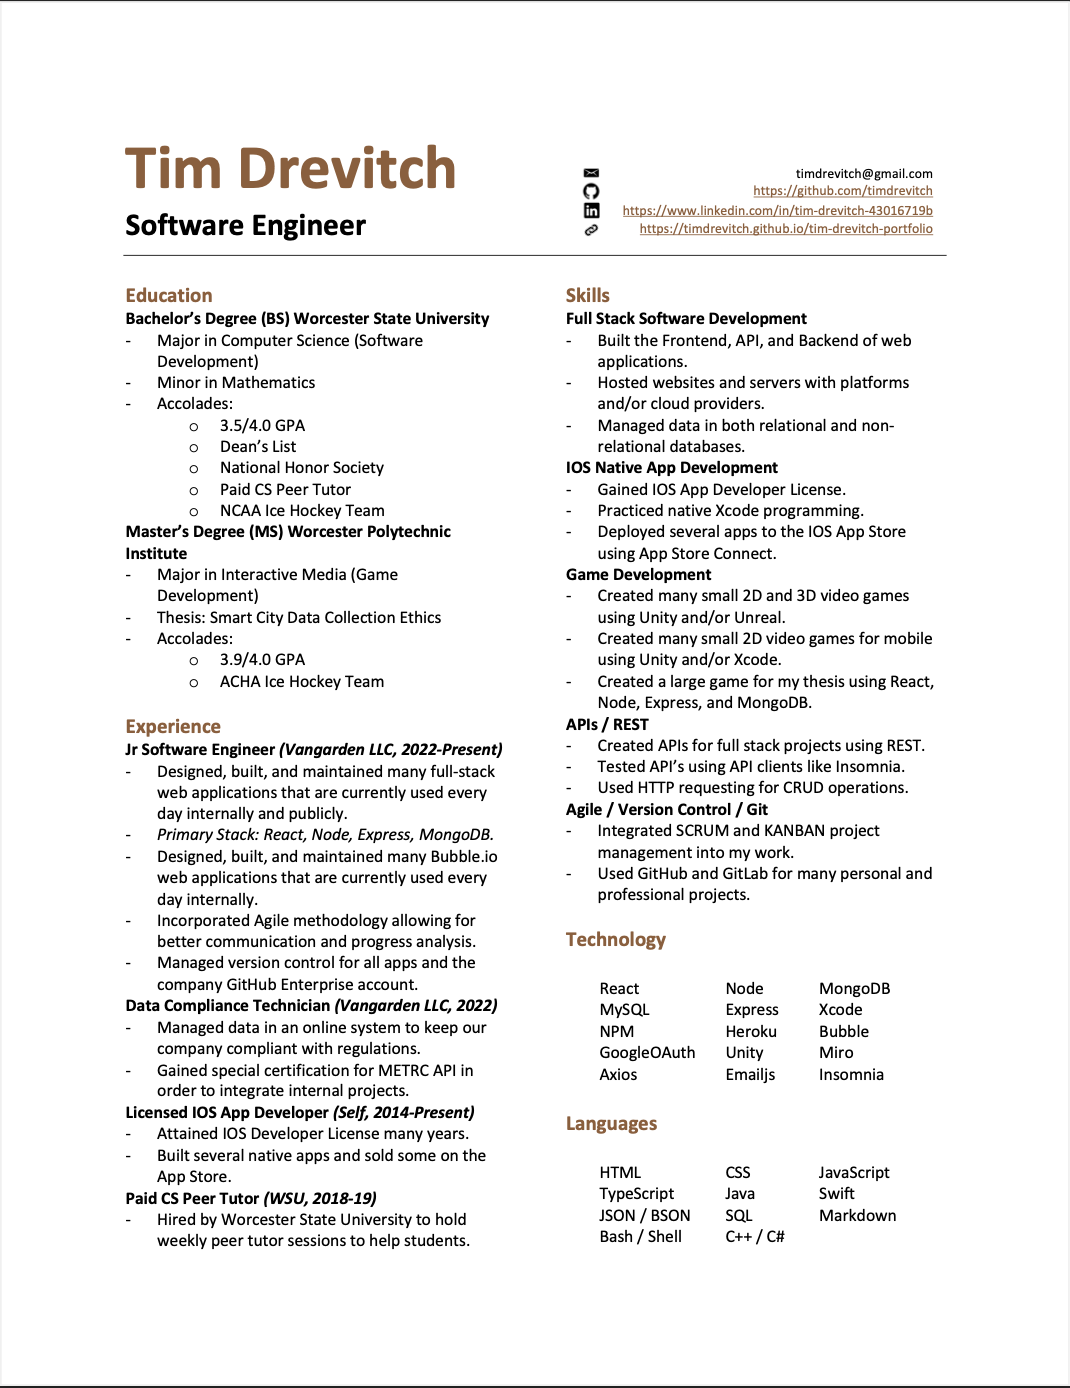 Tim Drevitch
Software Engineer
timdrevitch@gmail.com
https://github.com/timdrevitch
https://www.linkedin.com/in/tim-drevitch-43016719b
https://timdrevitch.github.io/tim-drevitch-portfolio
Education
Bachelor's Degree (BS) Worcester State University
- Major in Computer Science (Software
Development)
- Minor in Mathematics
- Accolades:
o 3.5/4.0 GPA
o Dean's List
o National Honor Society
o Paid CS Peer Tutor
o NCAA Ice Hockey Team
Master's Degree (MS) Worcester Polytechnic
Institute
- Major in Interactive Media (Game
Development)
- Thesis: Smart City Data Collection Ethics
- Accolades:
o 3.9/4.0 GPA
o ACHA Ice Hockey Team
Experience
Jr Software Engineer (Vangarden LLC, 2022-Present)
- Designed, built, and maintained many full-stack
web applications that are currently used every
day internally and publicly.
- Primary Stack: React, Node, Express, MongoDB.
- Designed, built, and maintained many Bubble.io
web applications that are currently used every
day internally.
- Incorporated Agile methodology allowing for
better communication and progress analysis.
- Managed version control for all apps and the
company GitHub Enterprise account.
Data Compliance Technician (Vangarden LLC, 2022)
- Managed data in an online system to keep our
company compliant with regulations.
- Gained special certification for METRC API in
order to integrate internal projects.
Licensed IOS App Developer (Self, 2014-Present)
- Attained IOS Developer License many years.
- Built several native apps and sold some on the
App Store.
Paid CS Peer Tutor (WSU, 2018-19)
- Hired by Worcester State University to hold
weekly peer tutor sessions to help students.
Skills
Full Stack Software Development
- Built the Frontend, API, and Backend of web
applications.
- Hosted websites and servers with platforms
and/or cloud providers.
- Managed data in both relational and non-
relational databases.
IOS Native App Development
- Gained IOS App Developer License.
- Practiced native Xcode programming.
- Deployed several apps to the IOS App Store
using App Store Connect.
Game Development
- Created many small 2D and 3D video games
using Unity and/or Unreal.
- Created many small 2D video games for mobile
using Unity and/or Xcode.
- Created a large game for my thesis using React,
Node, Express, and MongoDB.
APIs / REST
- Created APIs for full stack projects using REST.
- Tested API's using API clients like Insomnia.
- Used HTTP requesting for CRUD operations.
Agile / Version Control / Git
- Integrated SCRUM and KANBAN project
management into my work.
- Used GitHub and GitLab for many personal and
professional projects.
Technology
React Node MongoDB
MySQL Express Xcode
NPM Heroku Bubble
GoogleOAuth Unity Miro
Axios Emailjs Insomnia
Languages
HTML CSS JavaScript
TypeScript Java Swift
JSON / BSON SQL Markdown
Bash / Shell C++ / C#